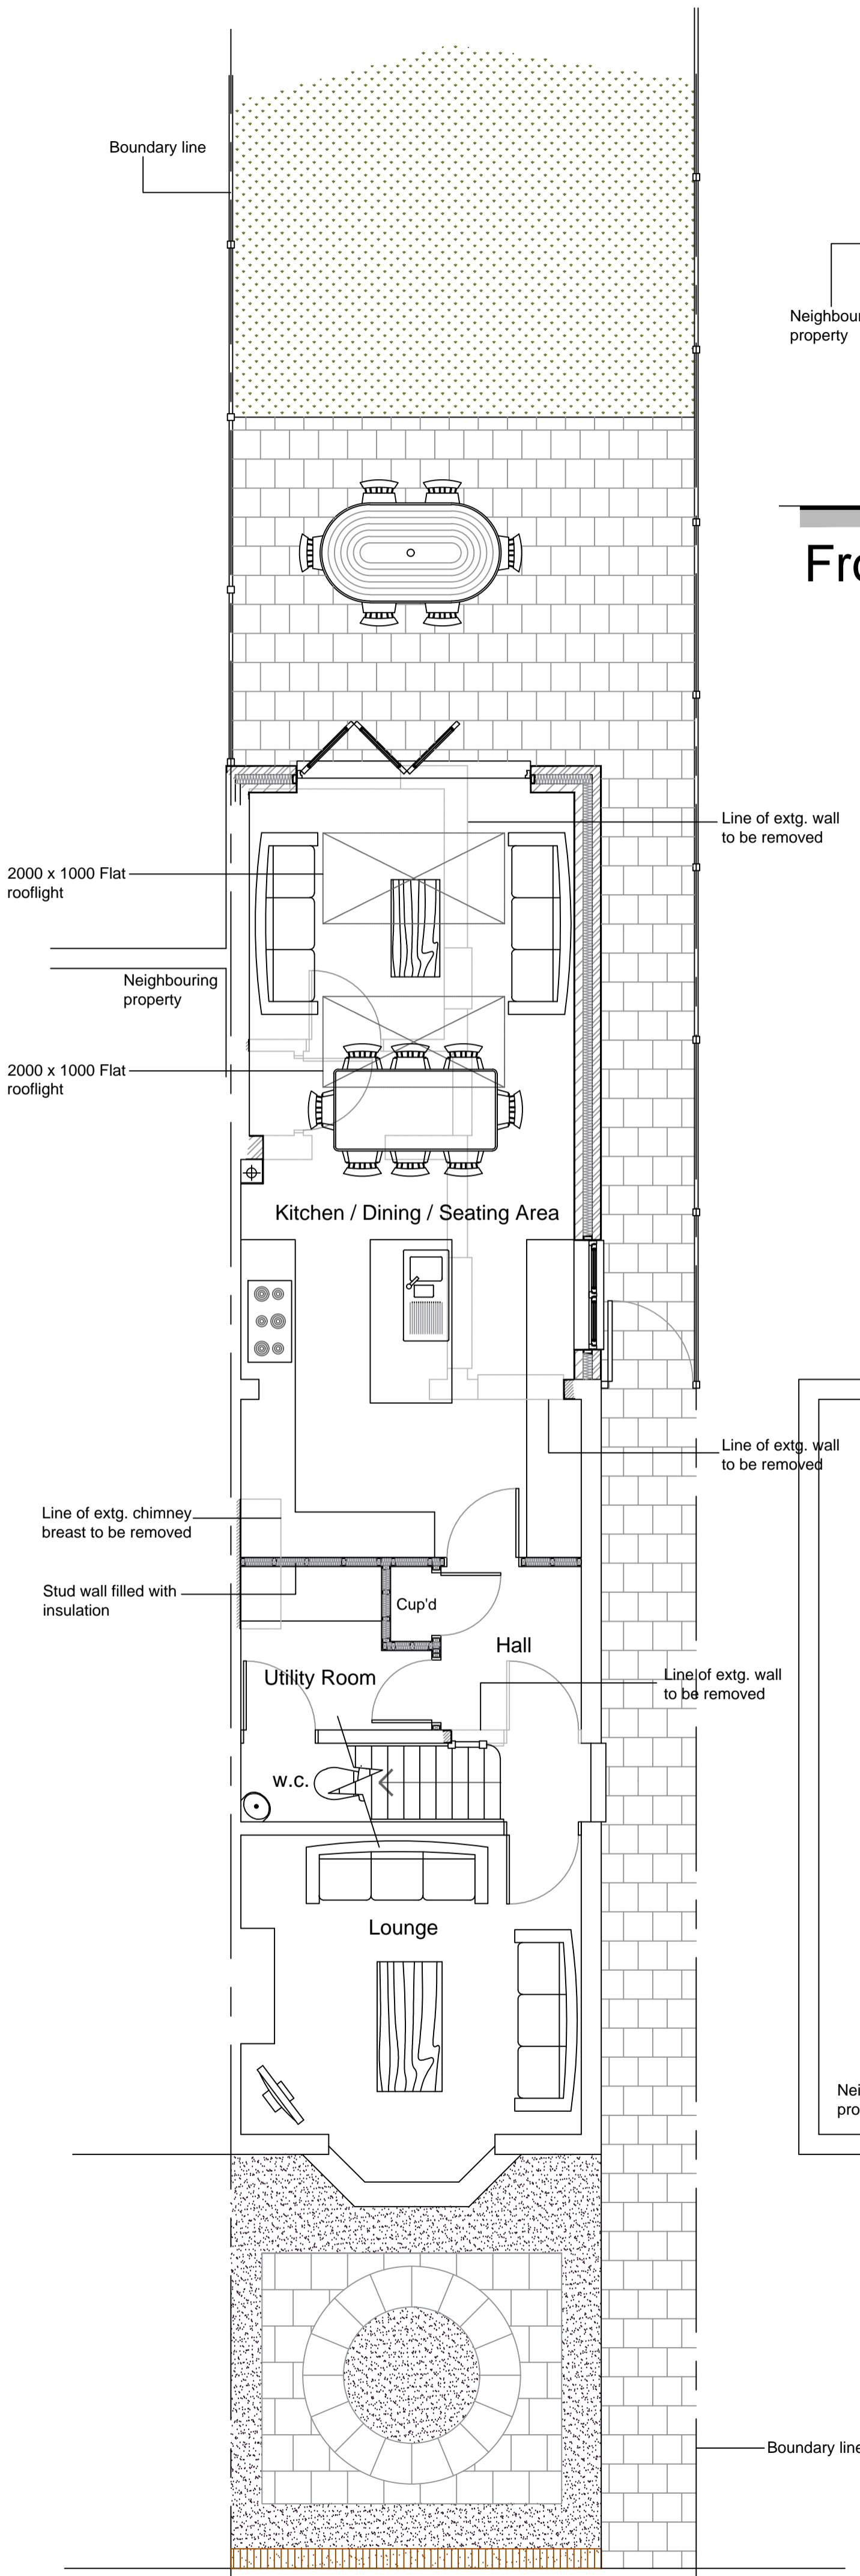 Boundary line
Neighbour
property
Fro
Line of extg. wall
to be removed
2000 x 1000 Flat
rooflight
Neighbouring
property
2000 x 1000 Flat
rooflight
Kitchen / Dining / Seating Area
Line of extg. wall
to be removed
Line of extg. chimney
breast to be removed
Stud wall filled with
insulation
Cup'd
Hall
Utility Room
Line of extg. wall
to be removed
w.c.
Lounge
Nei
pro
Boundary line